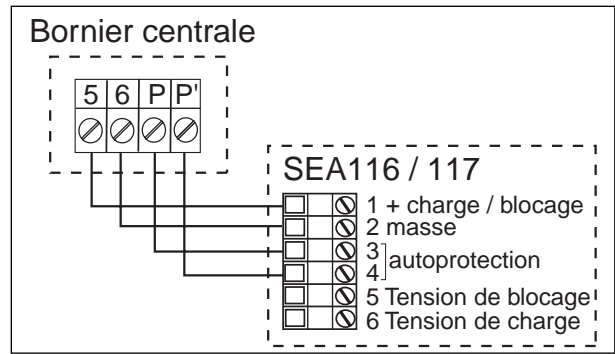 Bornier centrale
5 6 P P'
SEA116 / 117
1 + charge / blocage
2 masse
3
autoprotection
4
5 Tension de blocage
6 Tension de charge